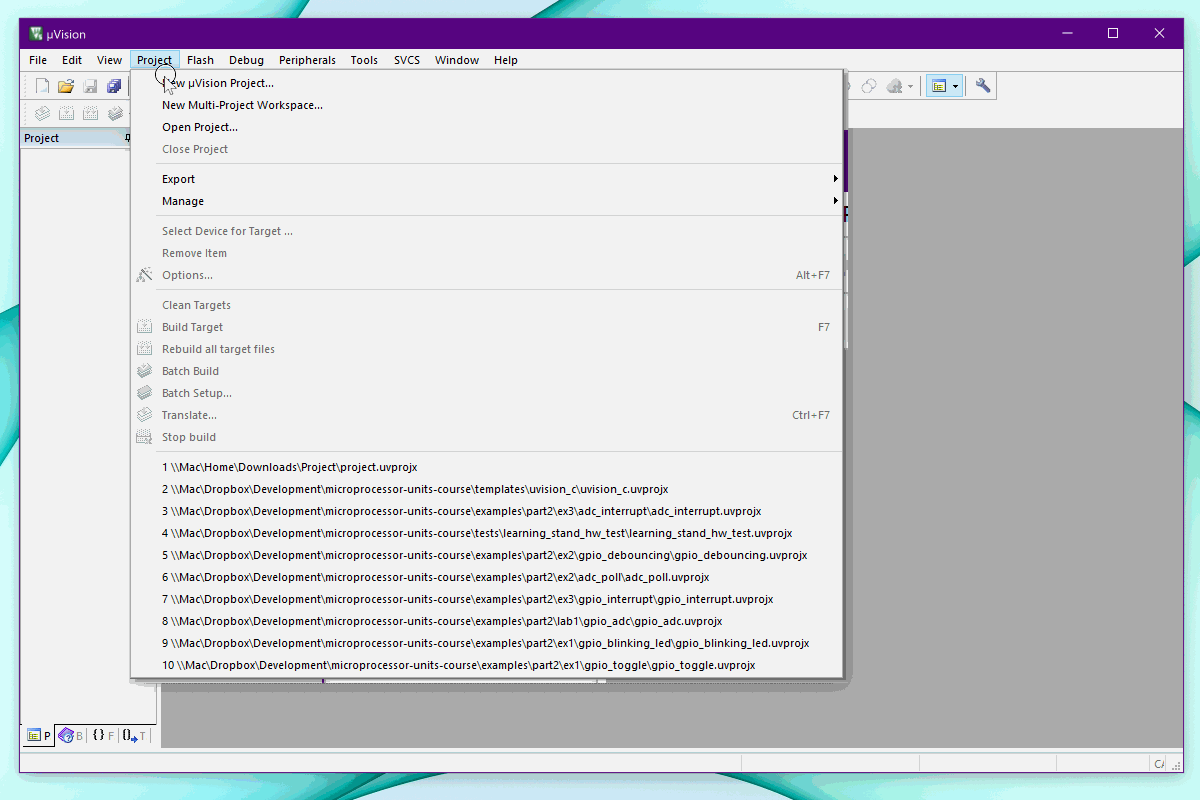 µVision
File Edit View Project Flash Debug Peripherals Tools SVCS Window Help
µVision Project...
New Multi-Project Workspace...
Open Project...
Project
Close Project
Export
Manage
Select Device for Target ...
Remove Item
Options... Alt+F7
Clean Targets
Build Target F7
Rebuild all target files
Batch Build
Batch Setup...
Translate... Ctrl+F7
Stop build
1 \\Mac\Home\Downloads\Project\project.uvprojx
2 \\Mac\Dropbox\Development\microprocessor-units-course\templates\uvision_c\uvision_c.uvprojx
3 \\Mac\Dropbox\Development\microprocessor-units-course\examples\part2\ex3\adc_interrupt\adc_interrupt.uvprojx
4 \\Mac\Dropbox\Development\microprocessor-units-course\tests\learning_stand_hw_test\learning_stand_hw_test.uvprojx
5 \\Mac\Dropbox\Development\microprocessor-units-course\examples\part2\ex2\gpio_debouncing\gpio_debouncing.uvprojx
6 \\Mac\Dropbox\Development\microprocessor-units-course\examples\part2\ex2\adc_poll\adc_poll.uvprojx
7 \\Mac\Dropbox\Development\microprocessor-units-course\examples\part2\ex3\gpio_interrupt\gpio_interrupt.uvprojx
8 \\Mac\Dropbox\Development\microprocessor-units-course\examples\part2\lab1\gpio_adc\gpio_adc.uvprojx
9 \\Mac\Dropbox\Development\microprocessor-units-course\examples\part2\ex1\gpio_blinking_led\gpio_blinking_led.uvprojx
10 \\Mac\Dropbox\Development\microprocessor-units-course\examples\part2\ex1\gpio_toggle\gpio_toggle.uvprojx
P B {} F {} T